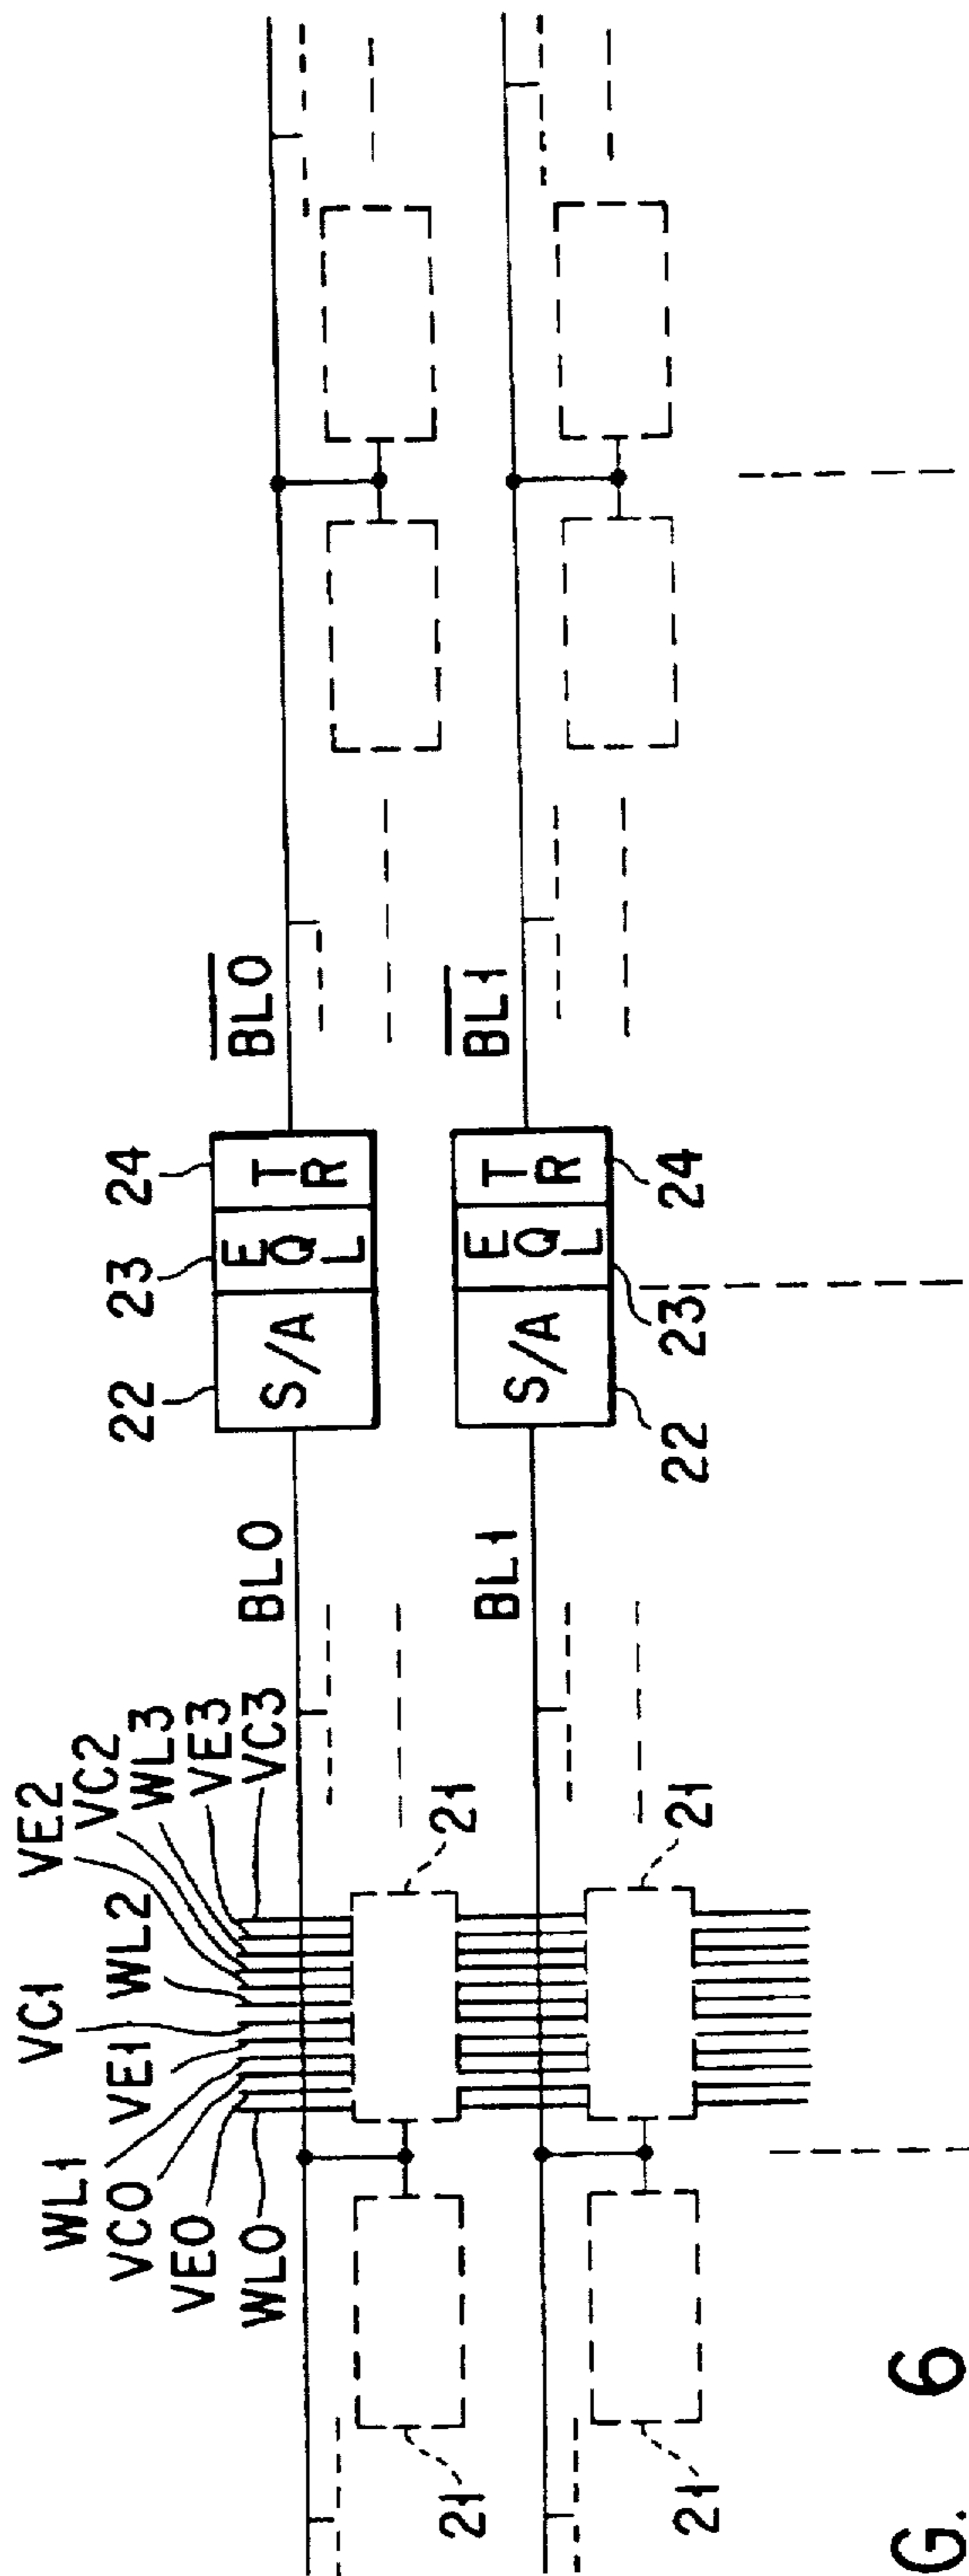 VC1
VE2
VC2
WL1
VE1
WL2
WL3
VC0
VE3
VE0
VC3
WL0
22
23
24
BL0
BL0
S/A
EQL
TR
21
21
BL1
BL1
S/A
EQL
TR
21
21
22
23
24
G. 6